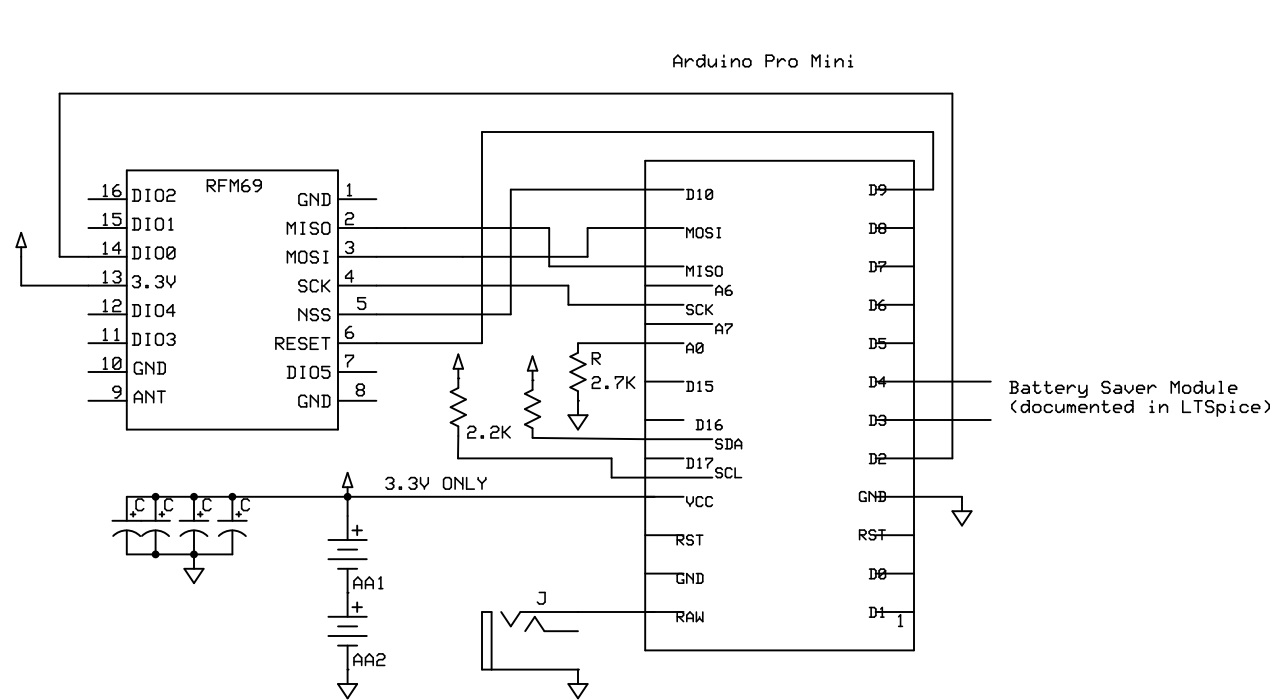 Arduino Pro Mini
RFM69
16 DIO2
15 DIO1
14 DIO0
13 3.3V
12 DIO4
11 DIO3
10 GND
9 ANT
GND 1
MISO 2
MOSI 3
SCK 4
NSS 5
RESET 6
DIO5 7
GND 8
D10
MOSI
MISO
A6
SCK
A7
A0
D15
D16
SDA
D17
SCL
VCC
RST
GND
RAW
D9
D8
D7
D6
D5
D4
D3
D2
GND
RST
D0
D1
1
R
2.7K
2.2K
Battery Saver Module
(documented in LTSpice)
3.3V ONLY
+C +C +C +C
+
AA1
+
AA2
J